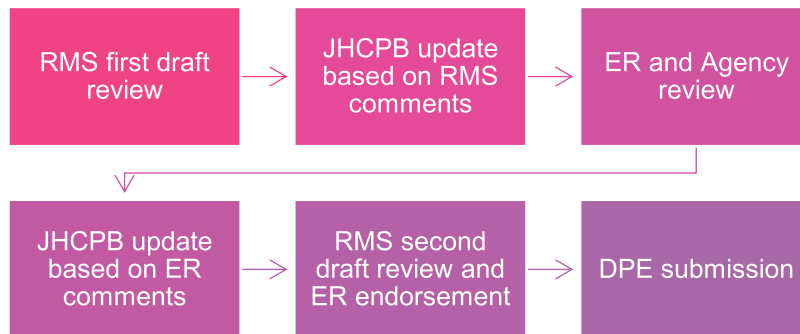 RMS first draft
review
JHCPB update
based on RMS
comments
ER and Agency
review
JHCPB update
based on ER
comments
RMS second
draft review and
ER endorsement
DPE submission